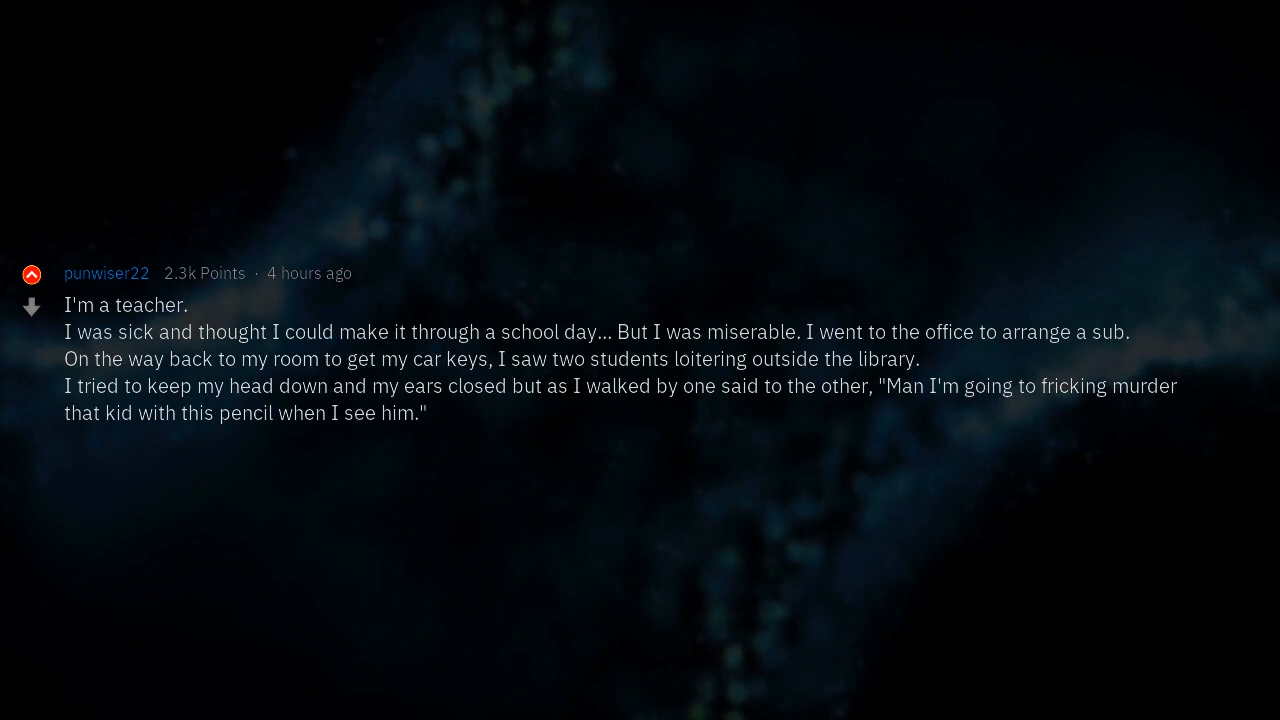 punwiser22 2.3k Points · 4 hours ago
I'm a teacher.
I was sick and thought I could make it through a school day... But I was miserable. I went to the office to arrange a sub.
On the way back to my room to get my car keys, I saw two students loitering outside the library.
I tried to keep my head down and my ears closed but as I walked by one said to the other, "Man I'm going to fricking murder
that kid with this pencil when I see him."